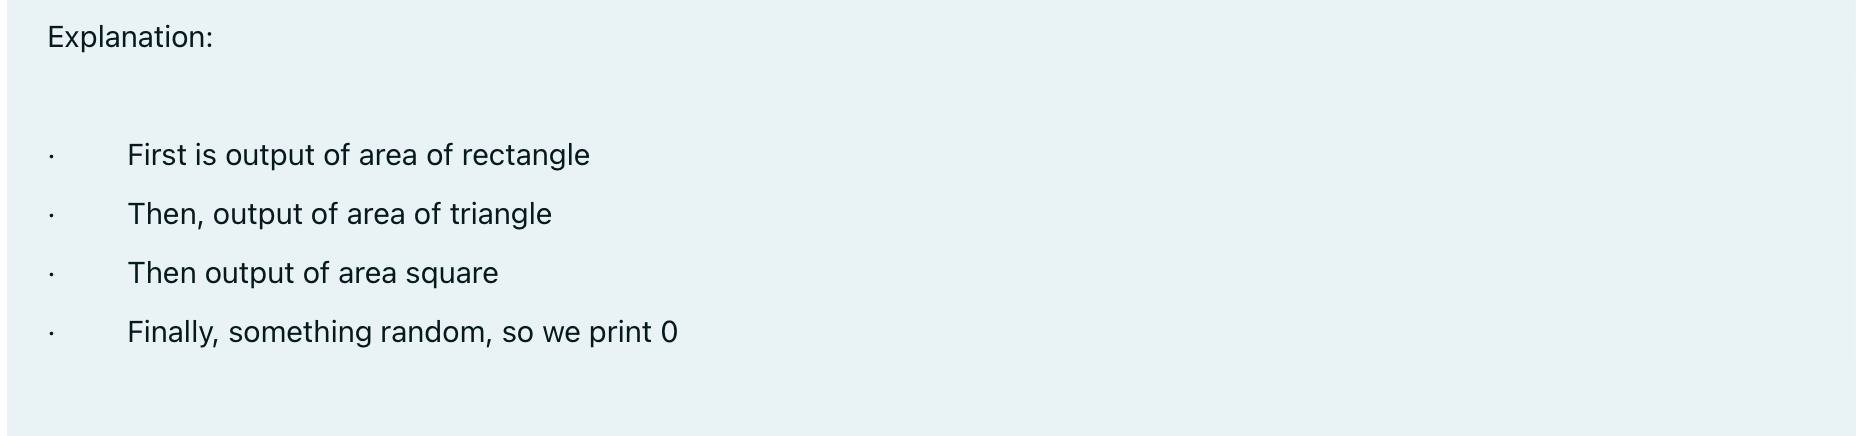 Explanation:
· First is output of area of rectangle
· Then, output of area of triangle
· Then output of area square
· Finally, something random, so we print 0